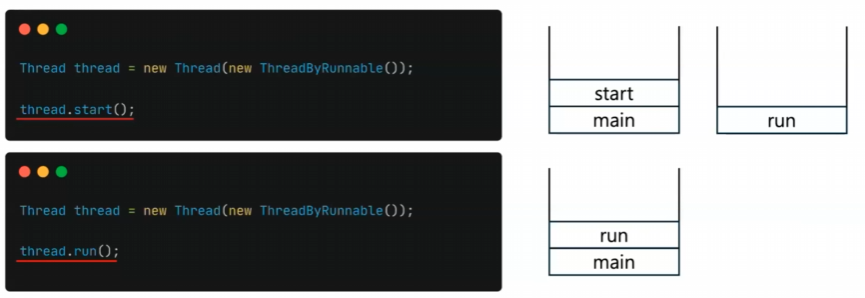 Thread thread = new Thread(new ThreadByRunnable());
thread.start();
start
main
run
Thread thread = new Thread(new ThreadByRunnable());
thread.run();
run
main